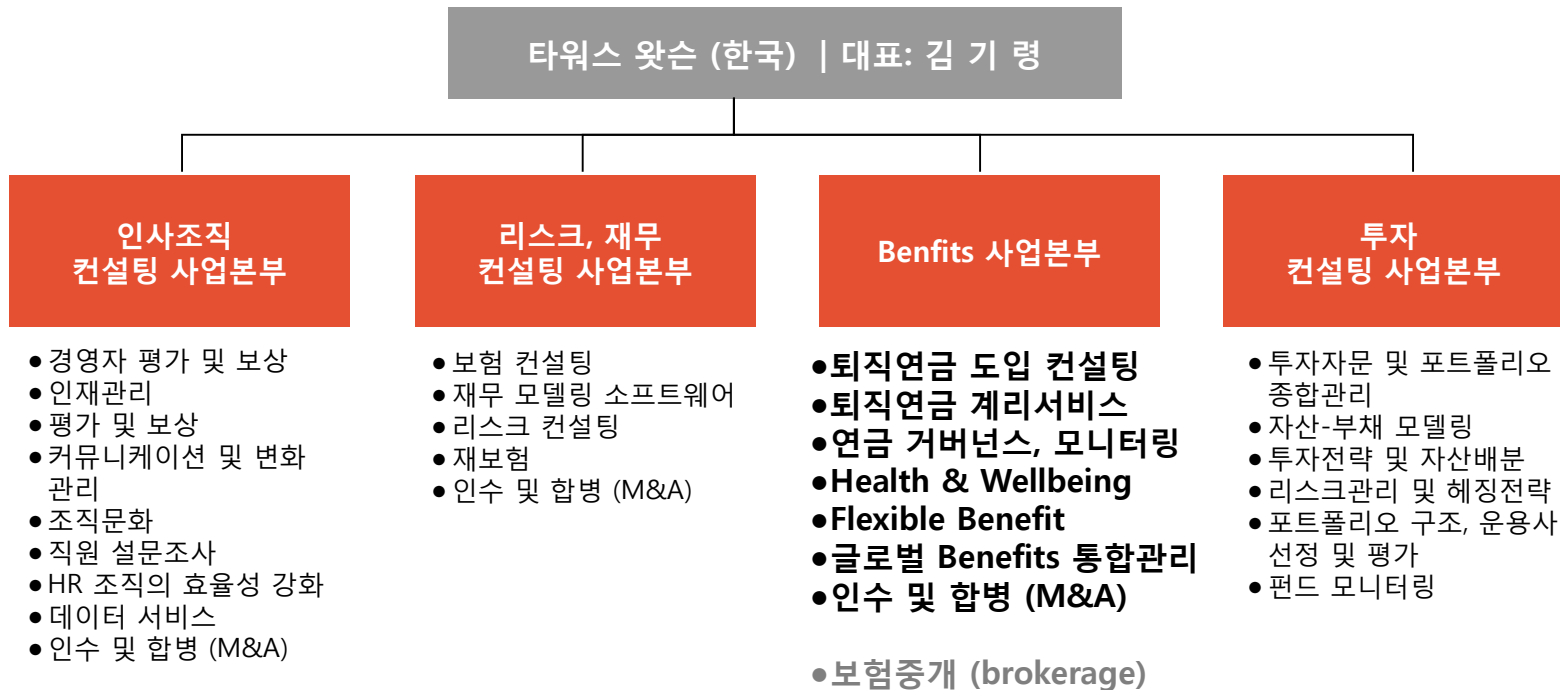 타워스 왓슨 (한국) | 대표: 김 기 령
인사조직
컨설팅 사업본부
리스크, 재무
컨설팅 사업본부
Benfits 사업본부
투자
컨설팅 사업본부
●경영자 평가 및 보상
●인재관리
●평가 및 보상
●커뮤니케이션 및 변화
관리
●조직문화
●직원 설문조사
●HR 조직의 효율성 강화
●데이터 서비스
●인수 및 합병 (M&A)
●보험 컨설팅
●재무 모델링 소프트웨어
●리스크 컨설팅
●재보험
●인수 및 합병 (M&A)
●퇴직연금 도입 컨설팅
●퇴직연금 계리서비스
●연금 거버넌스, 모니터링
●Health & Wellbeing
●Flexible Benefit
●글로벌 Benefits 통합관리
●인수 및 합병 (M&A)
●보험중개 (brokerage)
●투자자문 및 포트폴리오
종합관리
●자산-부채 모델링
●투자전략 및 자산배분
●리스크관리 및 헤징전략
●포트폴리오 구조, 운용사
선정 및 평가
●펀드 모니터링